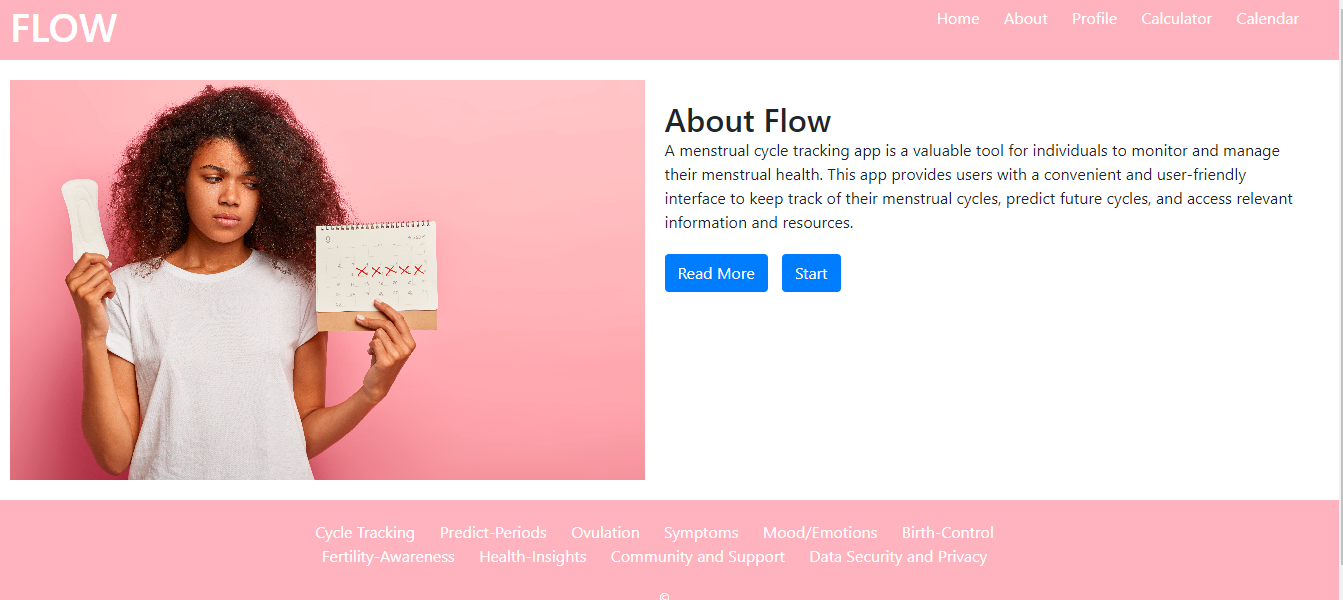 FLOW
Home About Profile Calculator Calendar
About Flow
A menstrual cycle tracking app is a valuable tool for individuals to monitor and manage
their menstrual health. This app provides users with a convenient and user-friendly
interface to keep track of their menstrual cycles, predict future cycles, and access relevant
information and resources.
Read More Start
Cycle Tracking Predict-Periods Ovulation Symptoms Mood/Emotions Birth-Control
Fertility-Awareness Health-Insights Community and Support Data Security and Privacy
©